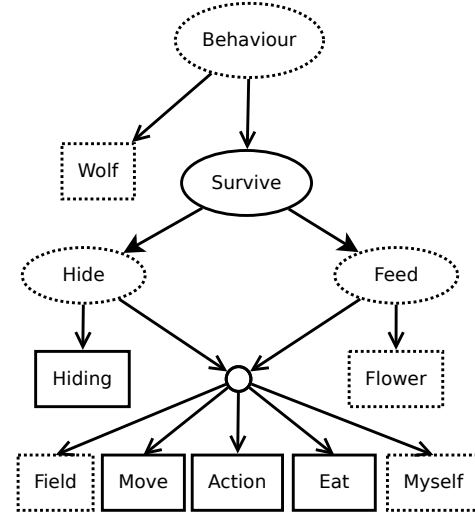 Behaviour
Wolf
Survive
Hide
Feed
Hiding
Flower
Field
Move
Action
Eat
Myself